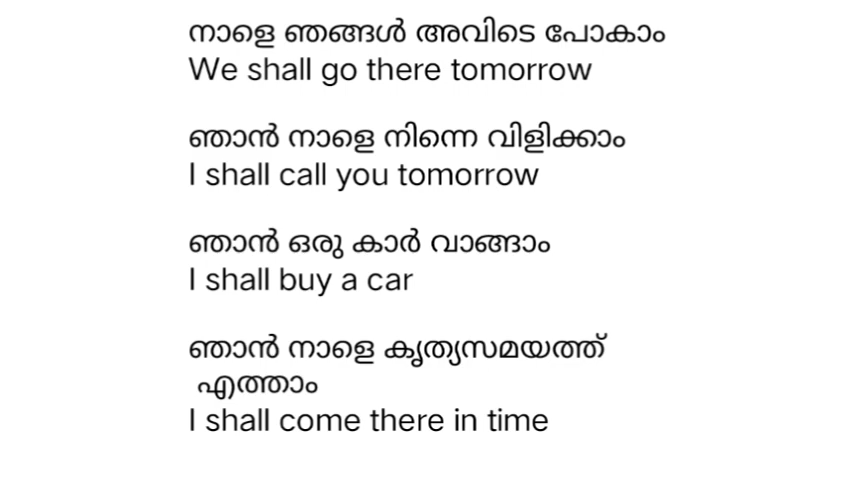 നാളെ ഞങ്ങൾ അവിടെ പോകാം
We shall go there tomorrow
ഞാൻ നാളെ നിന്നെ വിളിക്കാം
I shall call you tomorrow
ഞാൻ ഒരു കാർ വാങ്ങാം
I shall buy a car
ഞാൻ നാളെ കൃത്യസമയത്ത്
എത്താം
I shall come there in time